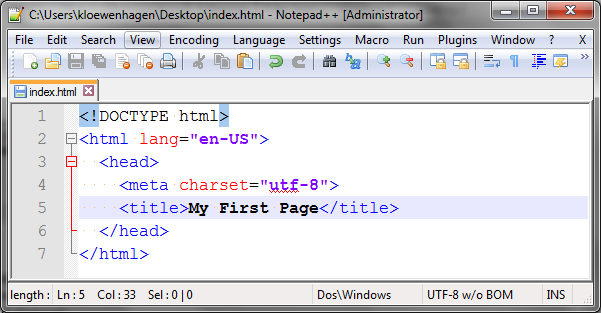 C:\Users\kloewenhagen\Desktop\index.html - Notepad++ [Administrator]
File Edit Search View Encoding Language Settings Macro Run Plugins Window ? X
index.html
1 <!DOCTYPE html>
2 <html lang="en-US">
3 <head>
4 <meta charset="utf-8">
5 <title>My First Page</title>
6 </head>
7 </html>
length : Ln : 5 Col : 33 Sel : 0 | 0 Dos\Windows UTF-8 w/o BOM INS